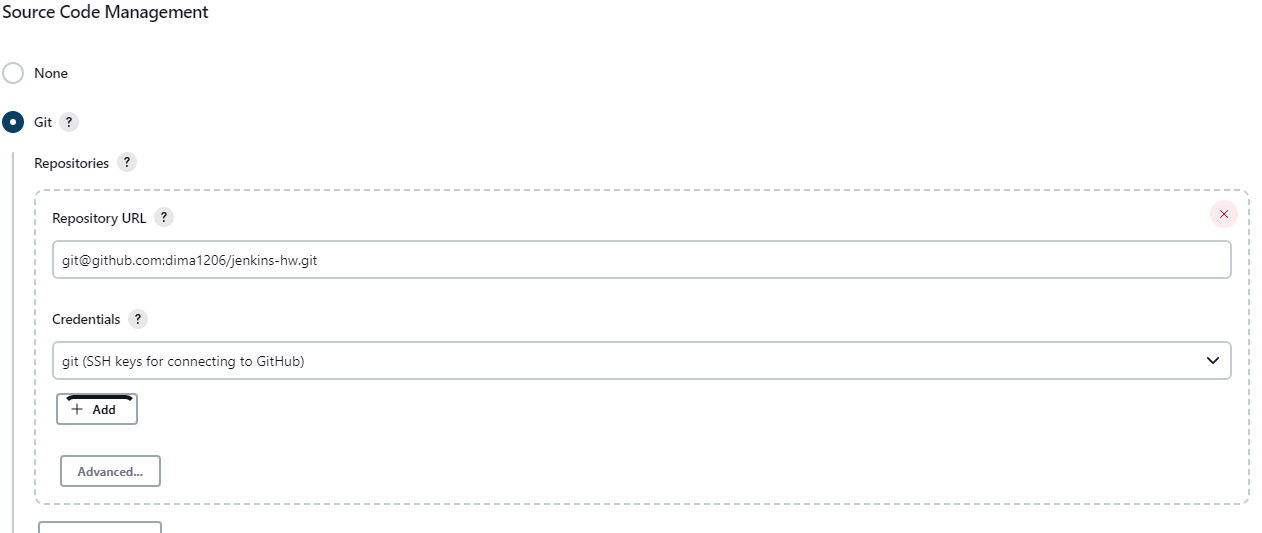 Source Code Management
None
Git ?
Repositories ?
Repository URL ?
git@github.com:dima1206/jenkins-hw.git
Credentials ?
git (SSH keys for connecting to GitHub)
+ Add
Advanced...